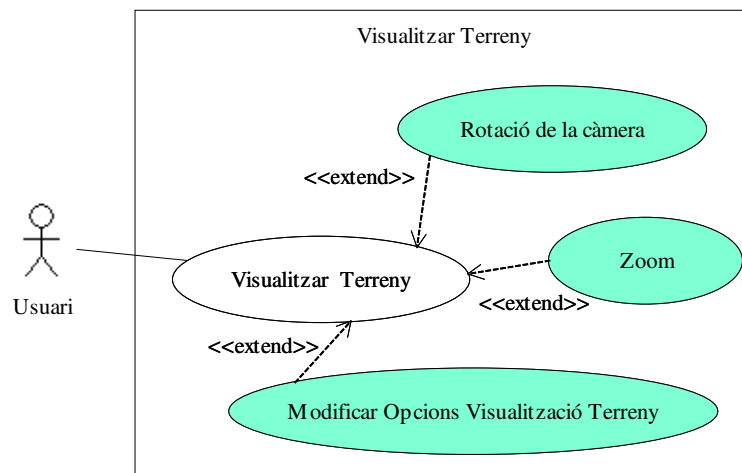 Visualitzar Terreny
Rotació de la càmera
<<extend>>
Zoom
Visualitzar Terreny
<<extend>>
Usuari
<<extend>>
Modificar Opcions Visualització Terreny